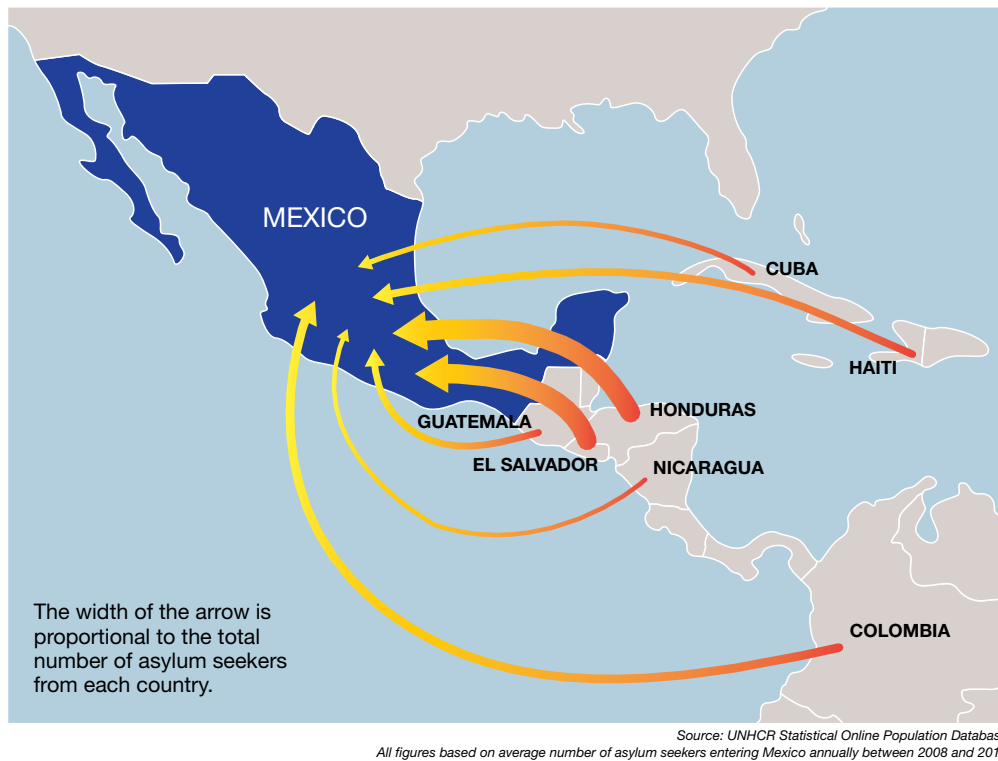 MEXICO
CUBA
HAITI
HONDURAS
GUATEMALA
EL SALVADOR
NICARAGUA
COLOMBIA
The width of the arrow is
proportional to the total
number of asylum seekers
from each country.
Source: UNHCR Statistical Online Population Databas
All figures based on average number of asylum seekers entering Mexico annually between 2008 and 201